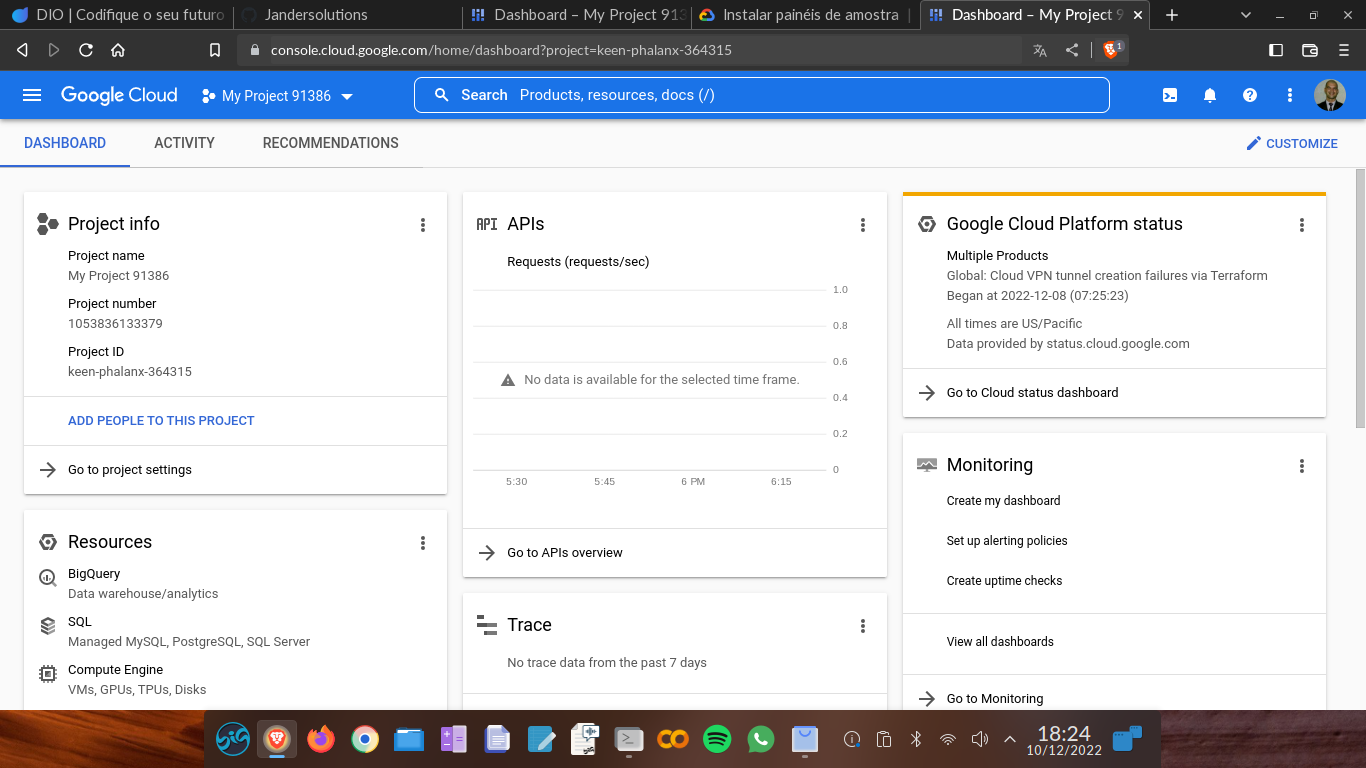 DIO | Codifique o seu futuro
Jandersolutions
Dashboard – My Project 913
Instalar painéis de amostra
Dashboard – My Project 9
console.cloud.google.com/home/dashboard?project=keen-phalanx-364315
1
Google Cloud
My Project 91386
Search Products, resources, docs (/)
DASHBOARD
ACTIVITY
RECOMMENDATIONS
CUSTOMIZE
Project info
Project name
My Project 91386
Project number
1053836133379
Project ID
keen-phalanx-364315
ADD PEOPLE TO THIS PROJECT
Go to project settings
Resources
BigQuery
Data warehouse/analytics
SQL
Managed MySQL, PostgreSQL, SQL Server
Compute Engine
VMs, GPUs, TPUs, Disks
API APIs
Requests (requests/sec)
1.0
0.8
0.6
No data is available for the selected time frame.
0.4
0.2
0
5:30 5:45 6 PM 6:15
Go to APIs overview
Trace
No trace data from the past 7 days
Google Cloud Platform status
Multiple Products
Global: Cloud VPN tunnel creation failures via Terraform
Began at 2022-12-08 (07:25:23)
All times are US/Pacific
Data provided by status.cloud.google.com
Go to Cloud status dashboard
Monitoring
Create my dashboard
Set up alerting policies
Create uptime checks
View all dashboards
Go to Monitoring
18:24
10/12/2022